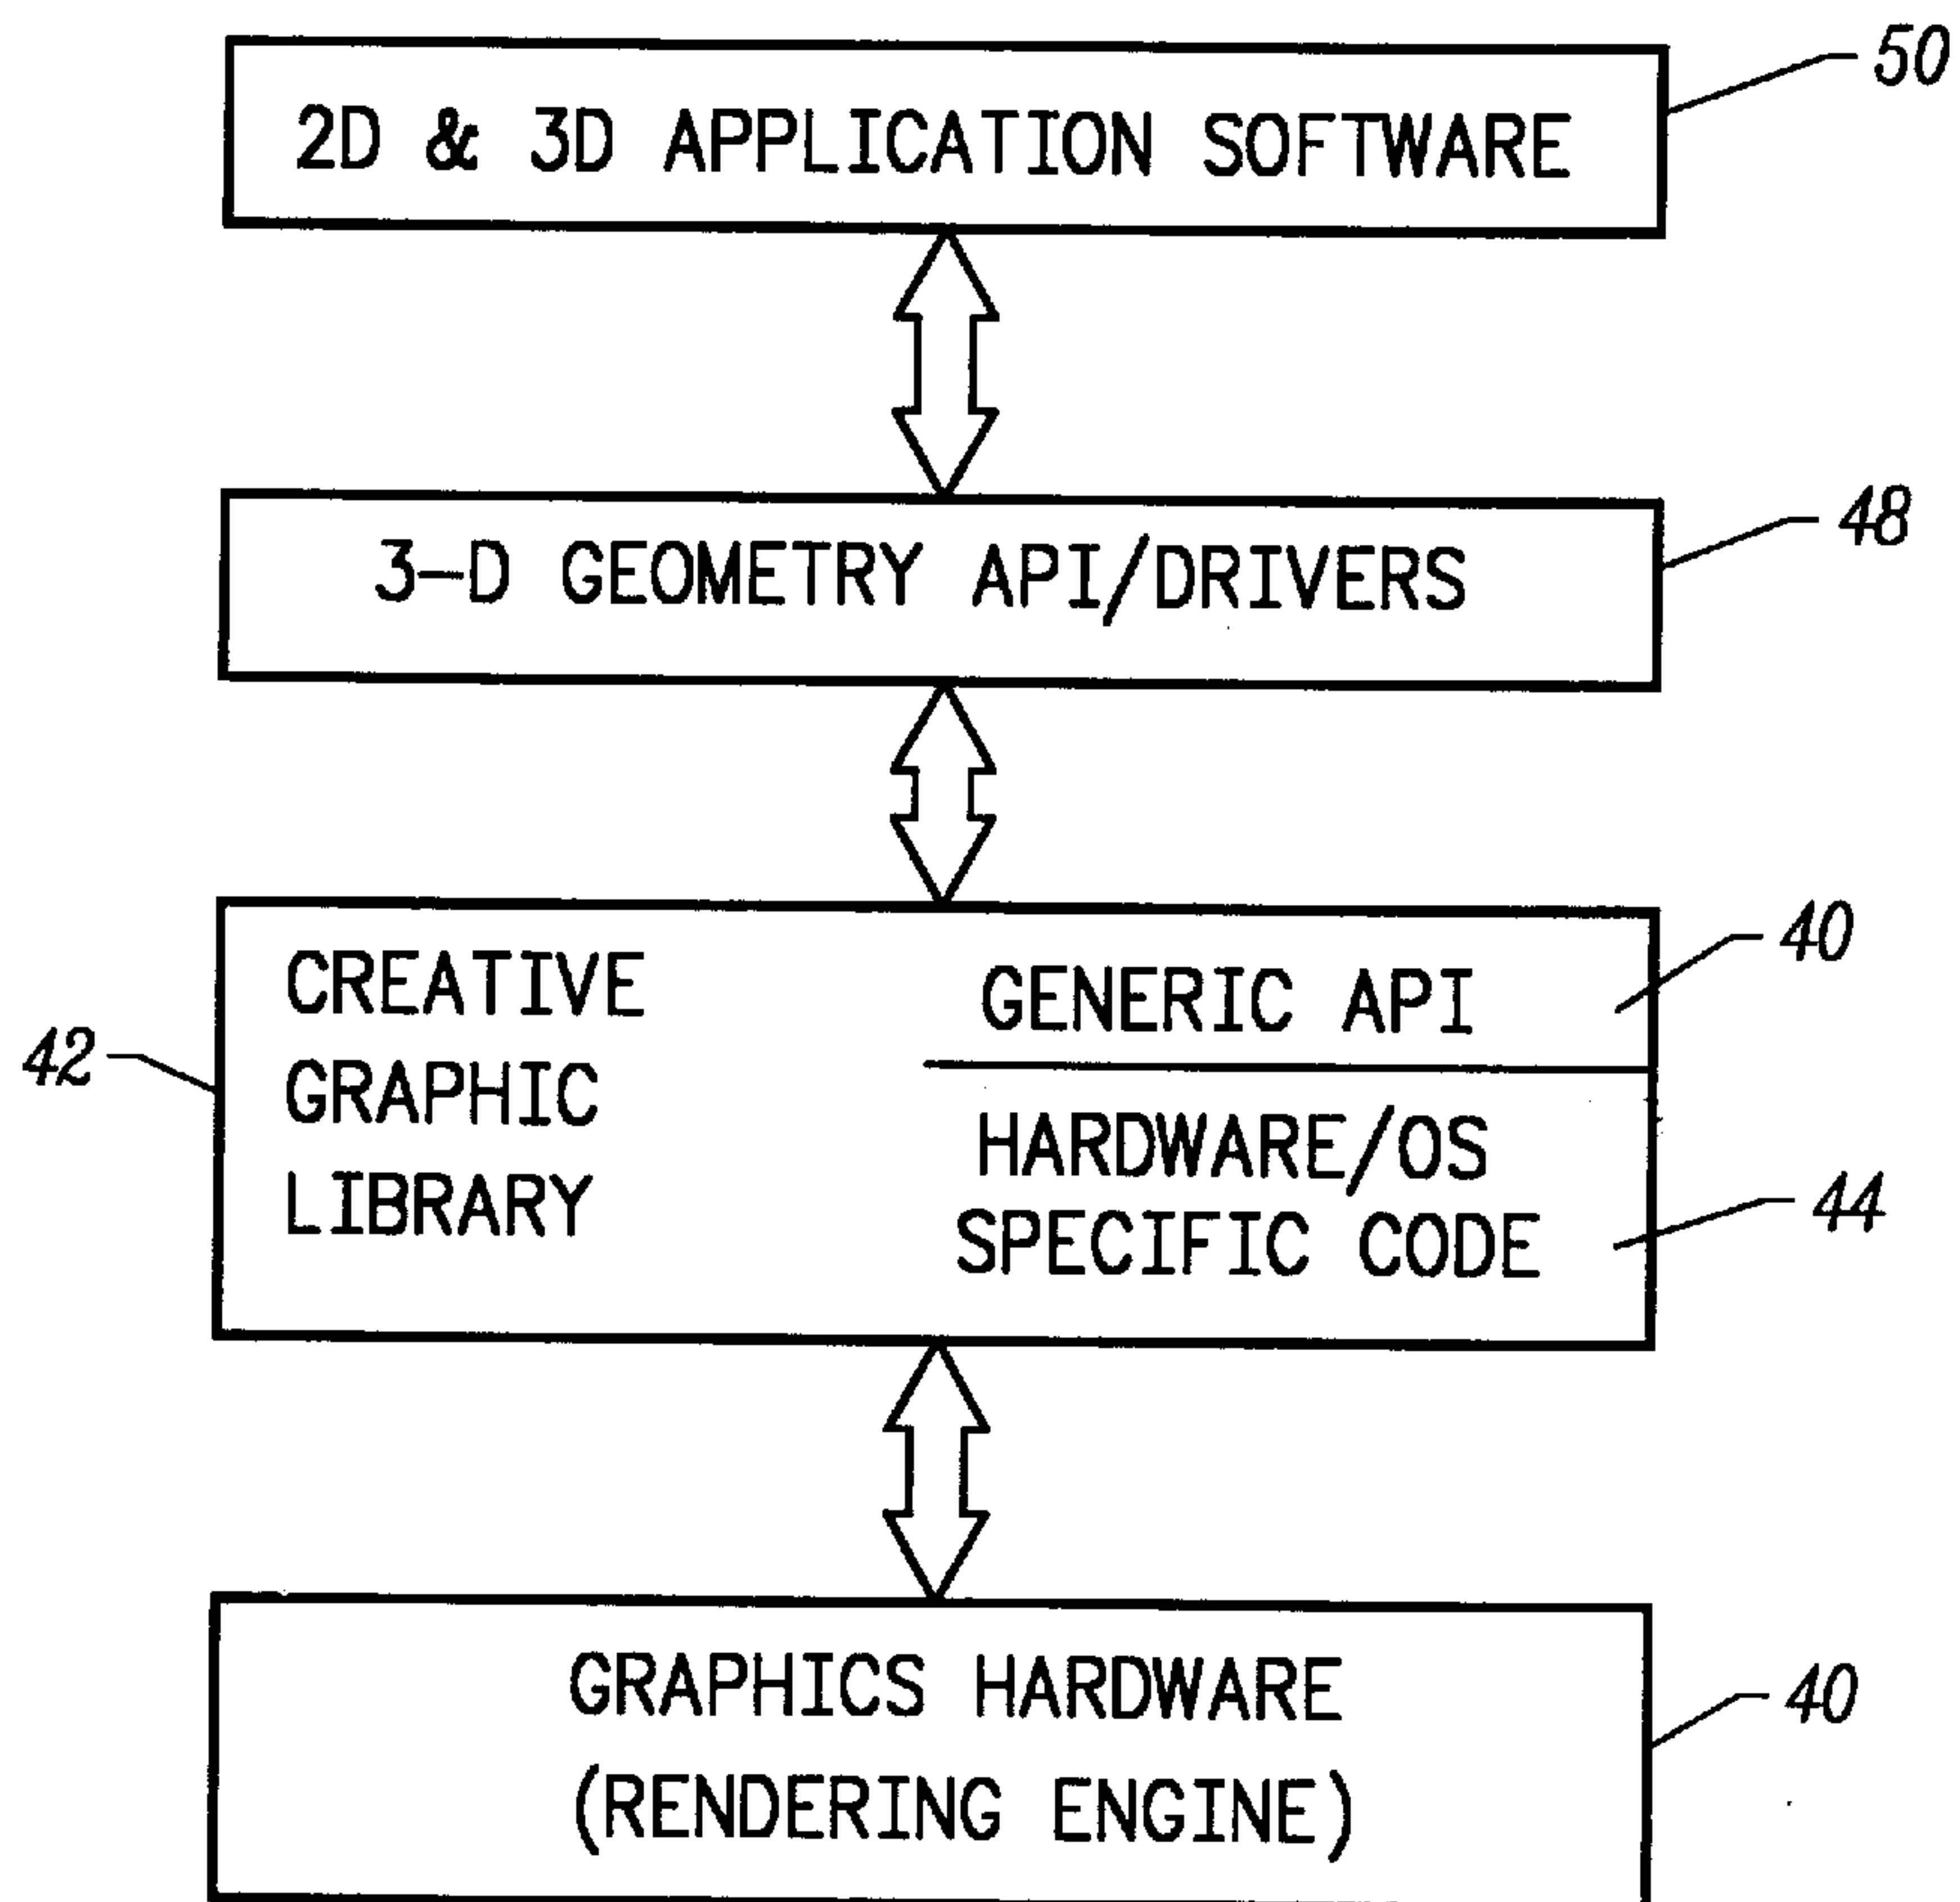 50
2D & 3D APPLICATION SOFTWARE
48
3-D GEOMETRY API/DRIVERS
40
CREATIVE
GRAPHIC
LIBRARY
42
GENERIC API
HARDWARE/OS
SPECIFIC CODE
44
GRAPHICS HARDWARE
(RENDERING ENGINE)
40